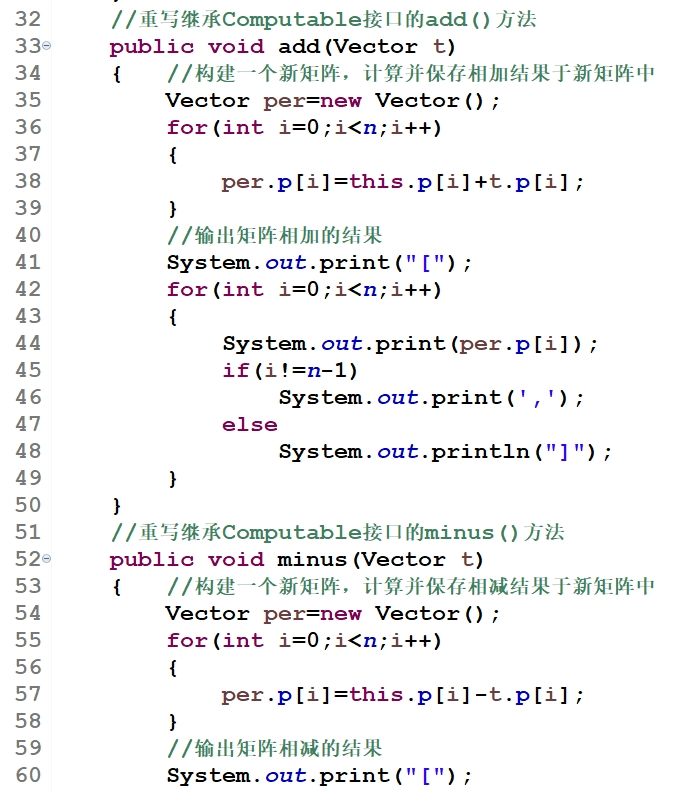 32 //重写继承Computable接口的add()方法
33 public void add(Vector t)
34 { //构建一个新矩阵，计算并保存相加结果于新矩阵中
35 Vector per=new Vector();
36 for(int i=0;i<n;i++)
37 {
38 per.p[i]=this.p[i]+t.p[i];
39 }
40 //输出矩阵相加的结果
41 System.out.print("[");
42 for(int i=0;i<n;i++)
43 {
44 System.out.print(per.p[i]);
45 if(i!=n-1)
46 System.out.print(',');
47 else
48 System.out.println("]");
49 }
50 }
51 //重写继承Computable接口的minus()方法
52 public void minus(Vector t)
53 { //构建一个新矩阵，计算并保存相减结果于新矩阵中
54 Vector per=new Vector();
55 for(int i=0;i<n;i++)
56 {
57 per.p[i]=this.p[i]-t.p[i];
58 }
59 //输出矩阵相减的结果
60 System.out.print("[");